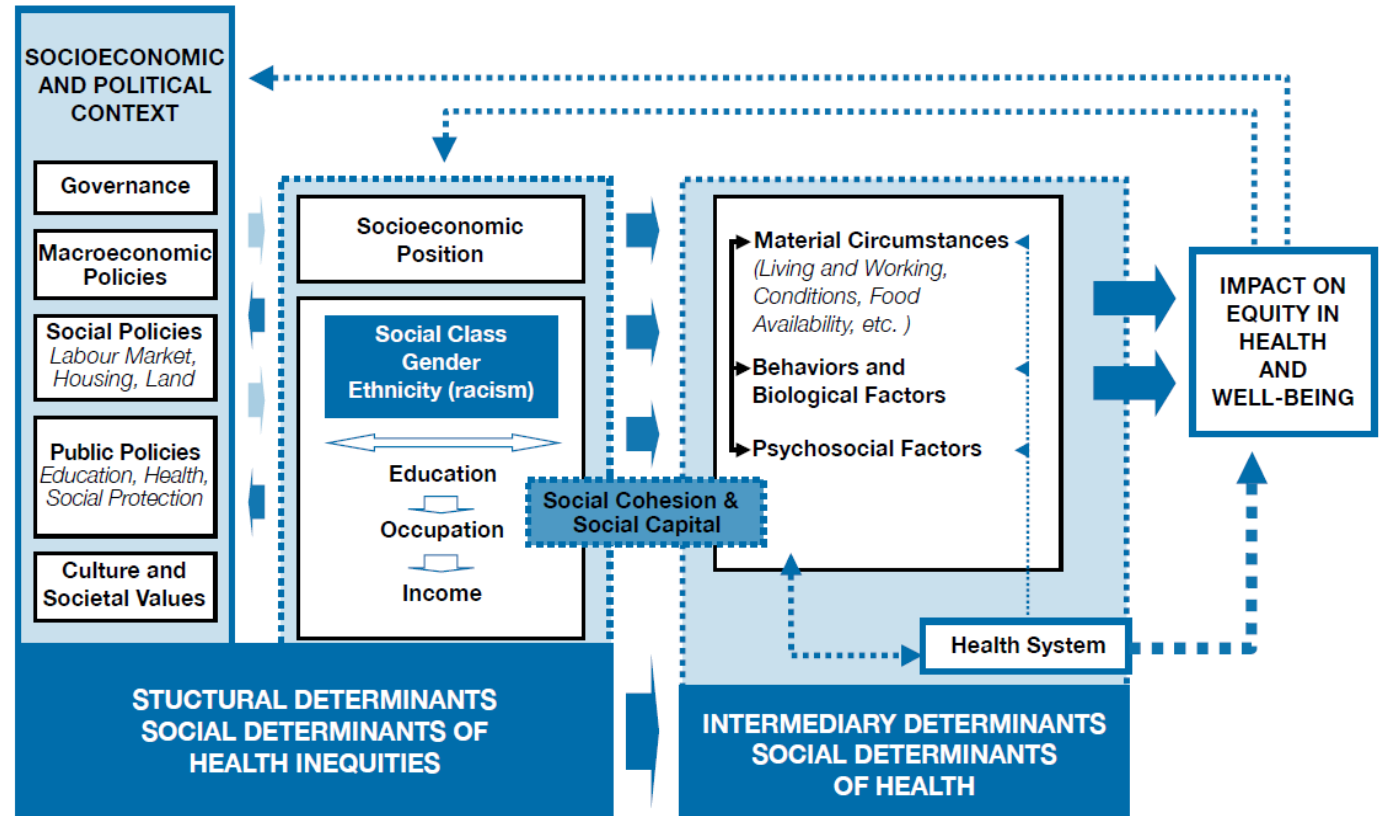 SOCIOECONOMIC
AND POLITICAL
CONTEXT
Governance
Macroeconomic
Policies
Social Policies
Labour Market,
Housing, Land
Public Policies
Education, Health,
Social Protection
Culture and
Societal Values
Socioeconomic
Position
Social Class
Gender
Ethnicity (racism)
Education
Occupation
Income
Social Cohesion &
Social Capital
Material Circumstances
(Living and Working,
Conditions, Food
Availability, etc. )
Behaviors and
Biological Factors
Psychosocial Factors
Health System
IMPACT ON
EQUITY IN
HEALTH
AND
WELL-BEING
STUCTURAL DETERMINANTS
SOCIAL DETERMINANTS OF
HEALTH INEQUITIES
INTERMEDIARY DETERMINANTS
SOCIAL DETERMINANTS
OF HEALTH